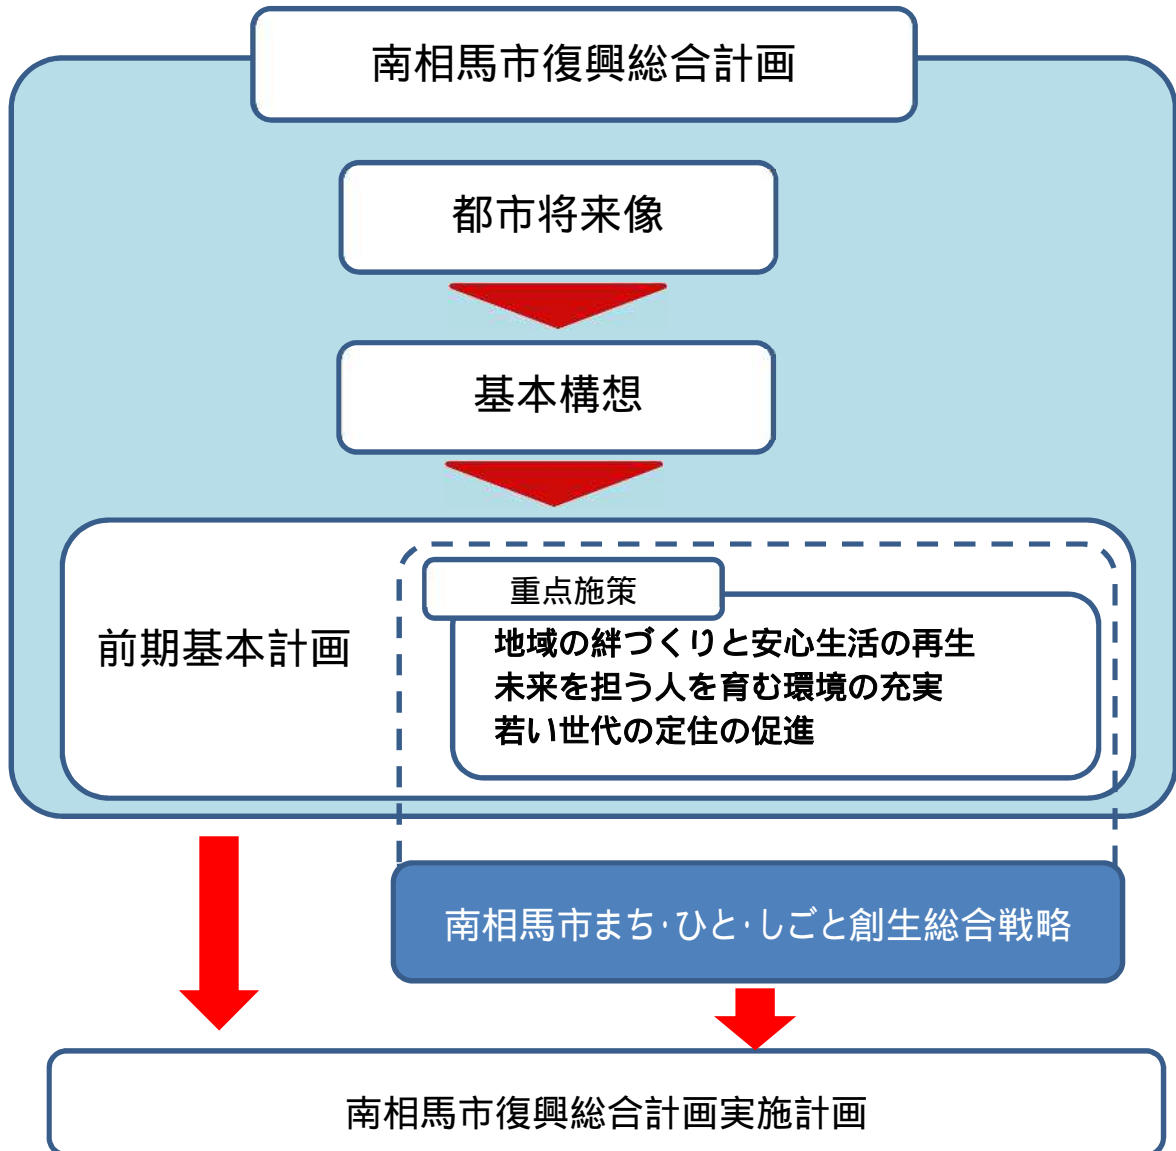 南相馬市復興総合計画
都市将来像
基本構想
前期基本計画
重点施策
地域の絆づくりと安心生活の再生
未来を担う人を育む環境の充実
若い世代の定住の促進
南相馬市まち・ひと・しごと創生総合戦略
南相馬市復興総合計画実施計画